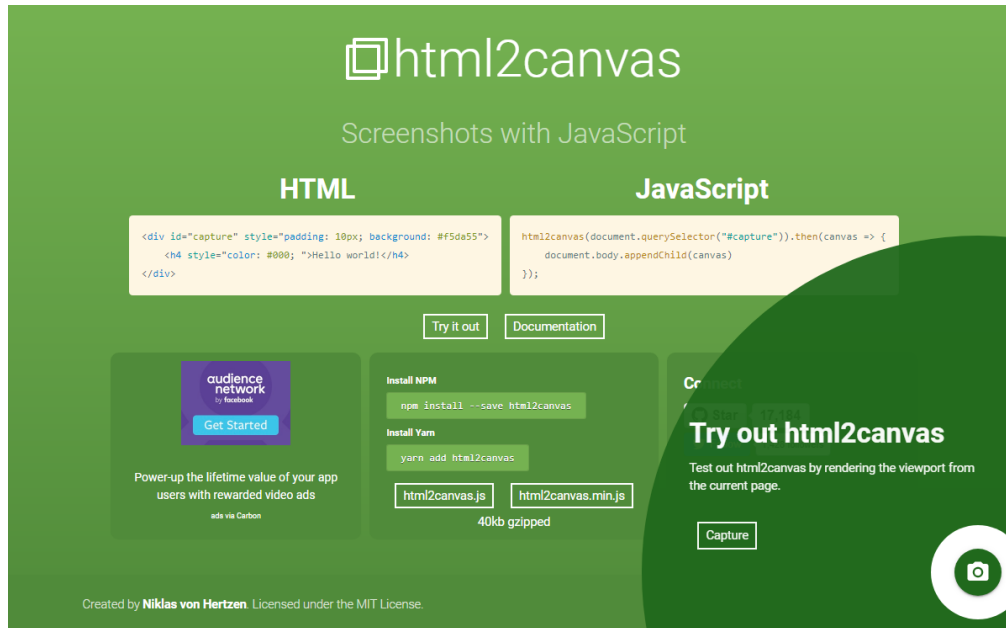 html2canvas
Screenshots with JavaScript
HTML
JavaScript
<div id="capture" style="padding: 10px; background: #f5da55">
<h4 style="color: #000; ">Hello world!</h4>
</div>
html2canvas(document.querySelector("#capture")).then(canvas => {
document.body.appendChild(canvas)
});
Try it out
Documentation
audience
network
by facebook
Get Started
Power-up the lifetime value of your app
users with rewarded video ads
ads via Carbon
Install NPM
npm install --save html2canvas
Install Yarn
yarn add html2canvas
html2canvas.js
html2canvas.min.js
40kb gzipped
Connect
Star
17,184
Try out html2canvas
Test out html2canvas by rendering the viewport from
the current page.
Capture
Created by Niklas von Hertzen. Licensed under the MIT License.